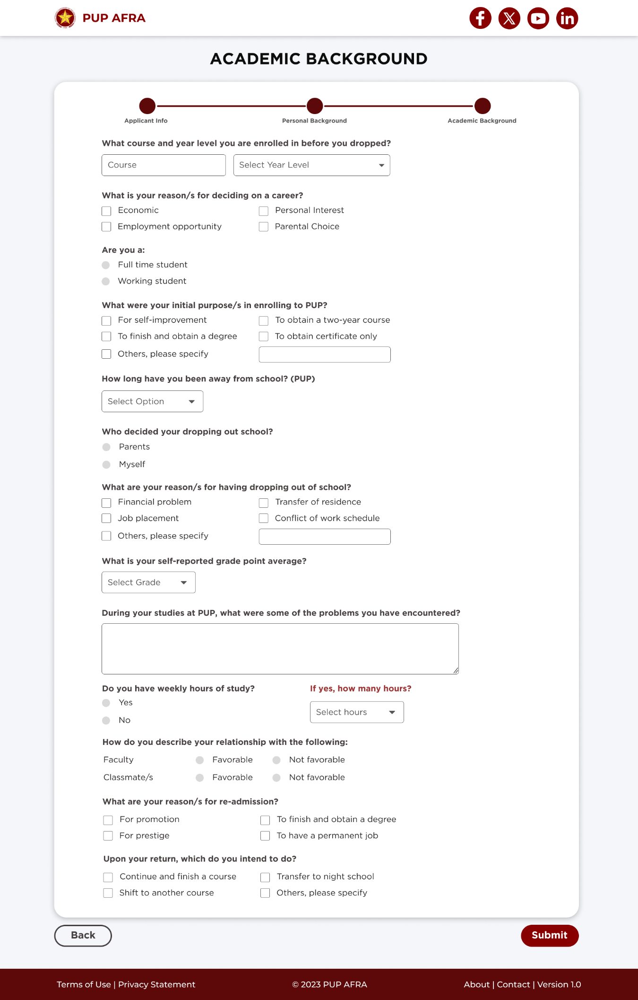 PUP AFRA
ACADEMIC BACKGROUND
Applicant Info Personal Background Academic Background
What course and year level you are enrolled in before you dropped?
Course Select Year Level
What is your reason/s for deciding on a career?
Economic Personal Interest
Employment opportunity Parental Choice
Are you a:
Full time student
Working student
What were your initial purpose/s in enrolling to PUP?
For self-improvement To obtain a two-year course
To finish and obtain a degree To obtain certificate only
Others, please specify
How long have you been away from school? (PUP)
Select Option
Who decided your dropping out school?
Parents
Myself
What are your reason/s for having dropping out of school?
Financial problem Transfer of residence
Job placement Conflict of work schedule
Others, please specify
What is your self-reported grade point average?
Select Grade
During your studies at PUP, what were some of the problems you have encountered?
Do you have weekly hours of study? If yes, how many hours?
Yes Select hours
No
How do you describe your relationship with the following:
Faculty Favorable Not favorable
Classmate/s Favorable Not favorable
What are your reason/s for re-admission?
For promotion To finish and obtain a degree
For prestige To have a permanent job
Upon your return, which do you intend to do?
Continue and finish a course Transfer to night school
Shift to another course Others, please specify
Back Submit
Terms of Use | Privacy Statement © 2023 PUP AFRA About | Contact | Version 1.0